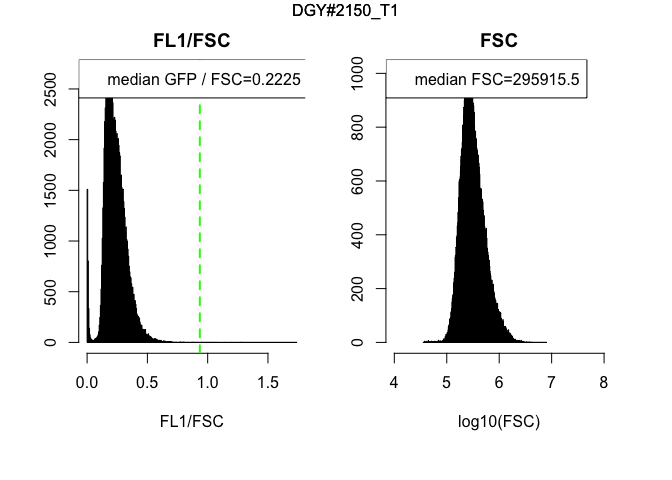 DGY#2150_T1
FL1/FSC
median GFP / FSC=0.2225
2500
2000
1500
1000
500
0
0.0 0.5 1.0 1.5
FL1/FSC
FSC
median FSC=295915.5
1000
800
600
400
200
0
4 5 6 7 8
log10(FSC)